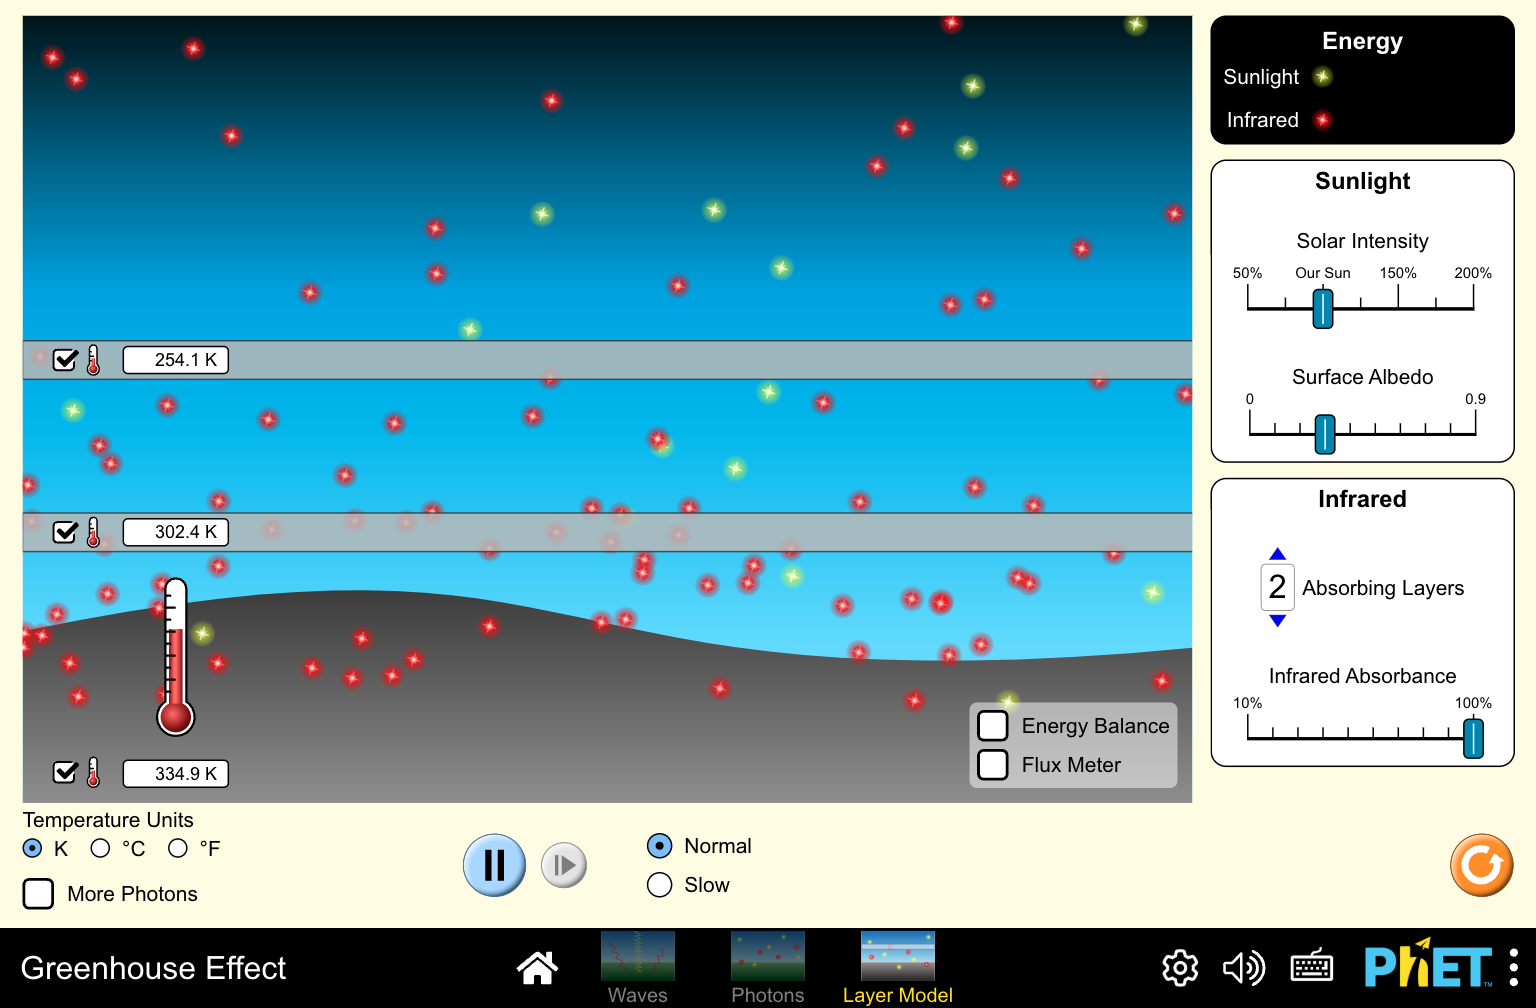 Energy
Sunlight
Infrared
Sunlight
Solar Intensity
50% Our Sun 150% 200%
Surface Albedo
0 0.9
254.1 K
302.4 K
334.9 K
Infrared
2 Absorbing Layers
Infrared Absorbance
10% 100%
Energy Balance
Flux Meter
Temperature Units
K °C °F
More Photons
Normal
Slow
Greenhouse Effect
Waves
Photons
Layer Model
PhET